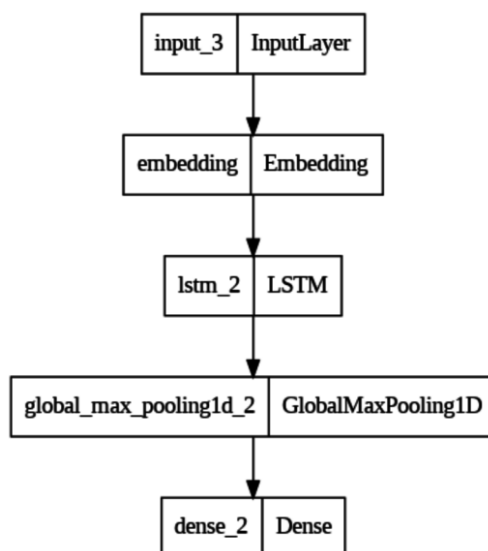 input_3 InputLayer
embedding Embedding
lstm_2 LSTM
global_max_pooling1d_2 GlobalMaxPooling1D
dense_2 Dense